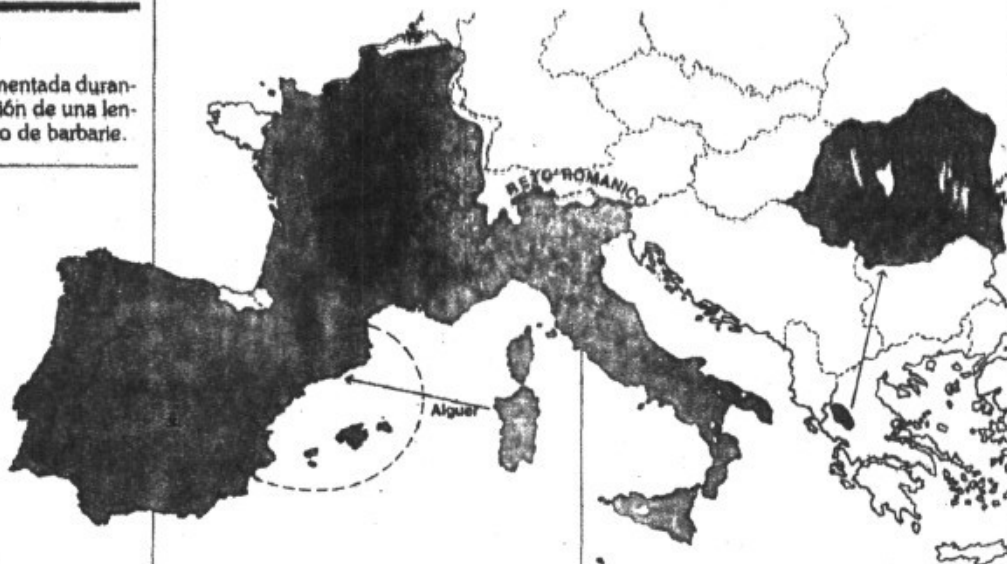 mentada duran-
ión de una len-
o de barbarie.
RETO-ROMANICO
Alguer